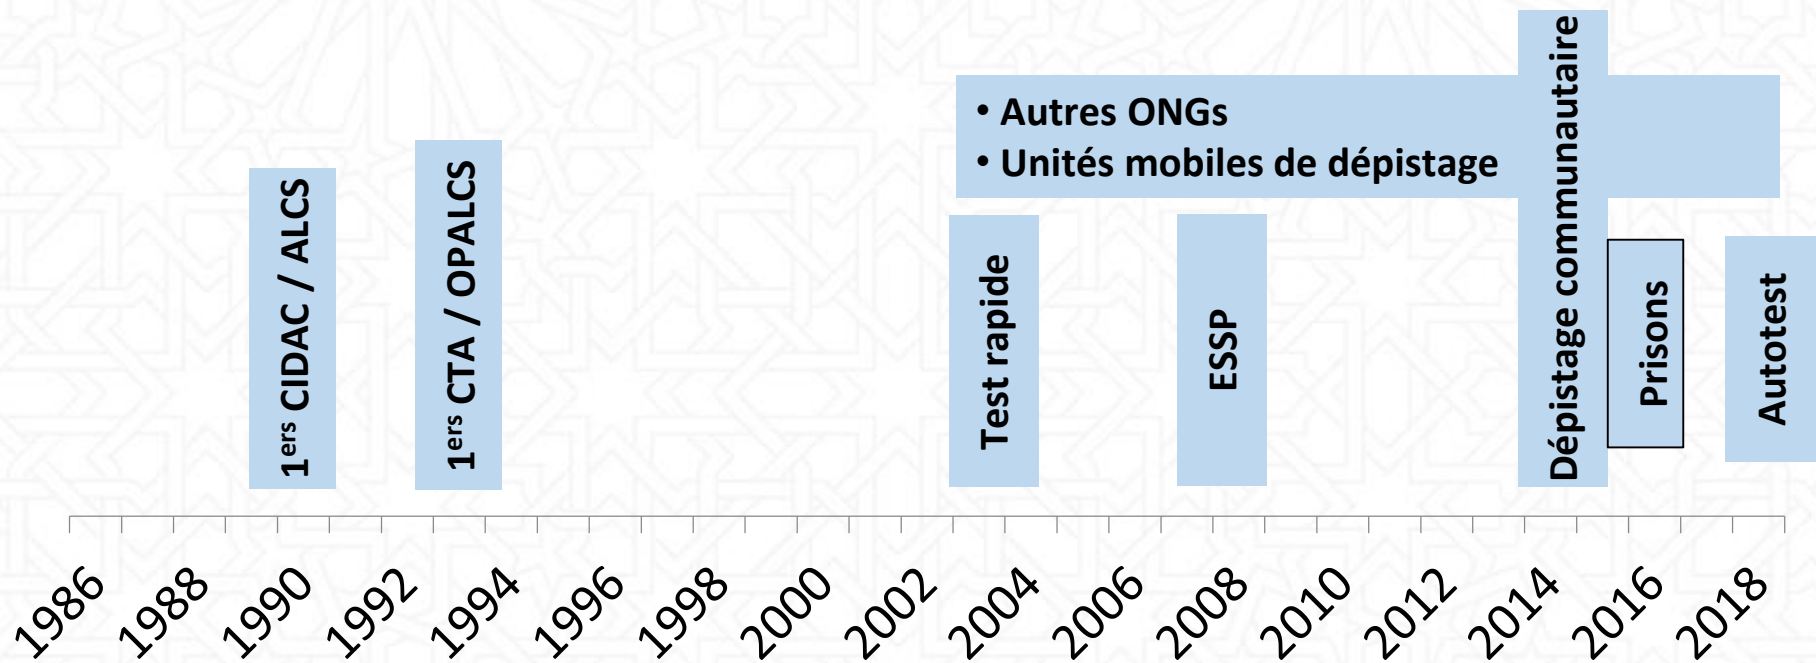 1ers CIDAC / ALCS
1ers CTA / OPALCS
• Autres ONGs
• Unités mobiles de dépistage
Test rapide
ESSP
Dépistage communautaire
Prisons
Autotest
1986
1988
1990
1992
1994
1996
1998
2000
2002
2004
2006
2008
2010
2012
2014
2016
2018